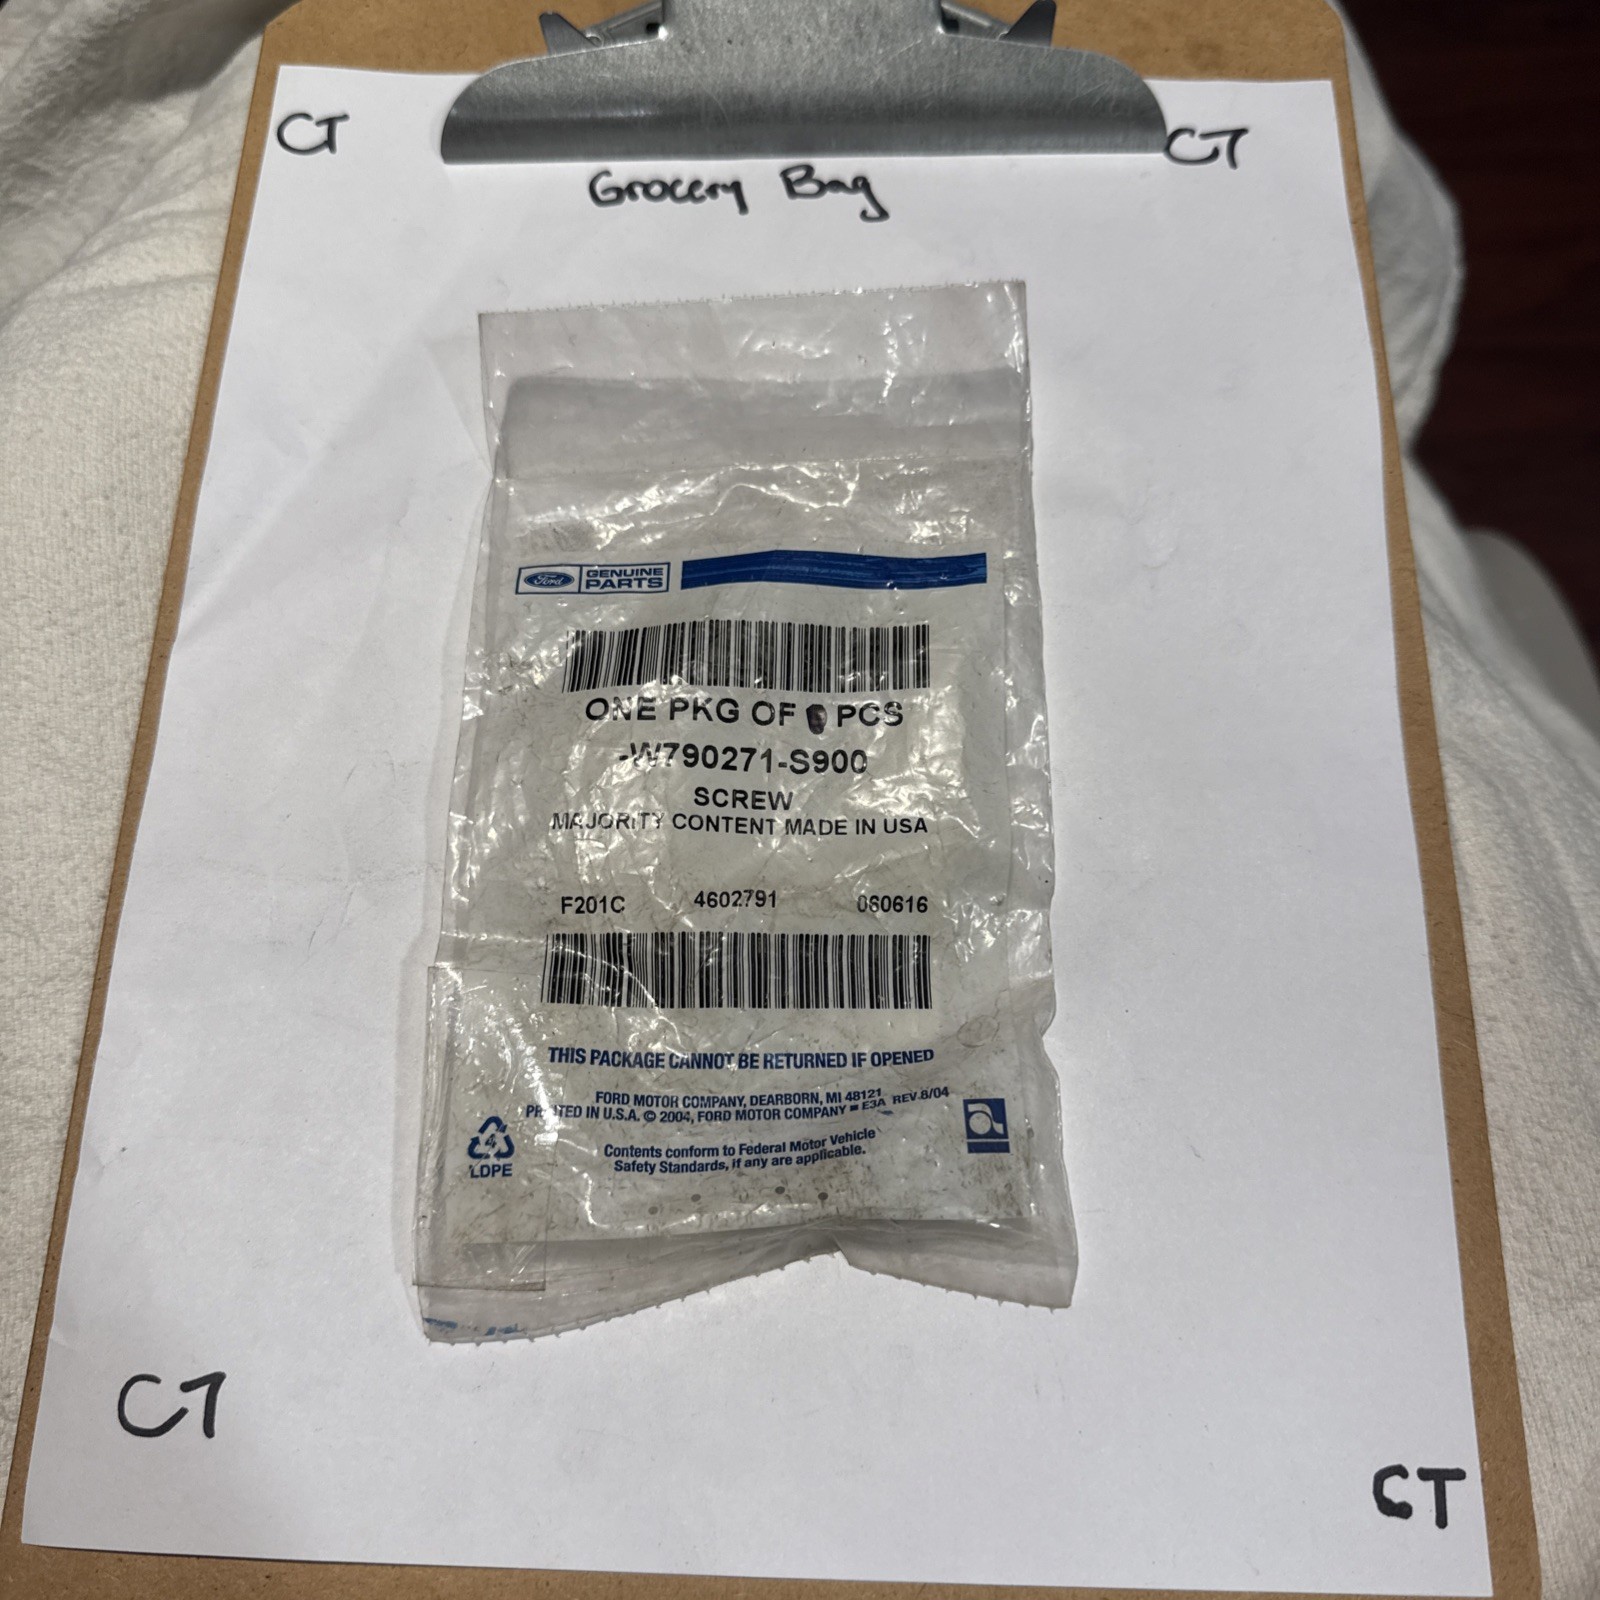 CT
CT
Grocery Bag
Ford GENUINE PARTS
ONE PKG OF PCS
-W790271-S900
SCREW
MAJORITY CONTENT MADE IN USA
F201C 4602791 060616
THIS PACKAGE CANNOT BE RETURNED IF OPENED
FORD MOTOR COMPANY, DEARBORN, MI 48121
PRINTED IN U.S.A. © 2004, FORD MOTOR COMPANY ■ E3A REV.8/04
Contents conform to Federal Motor Vehicle
Safety Standards, if any are applicable.
4
LDPE
CT
CT